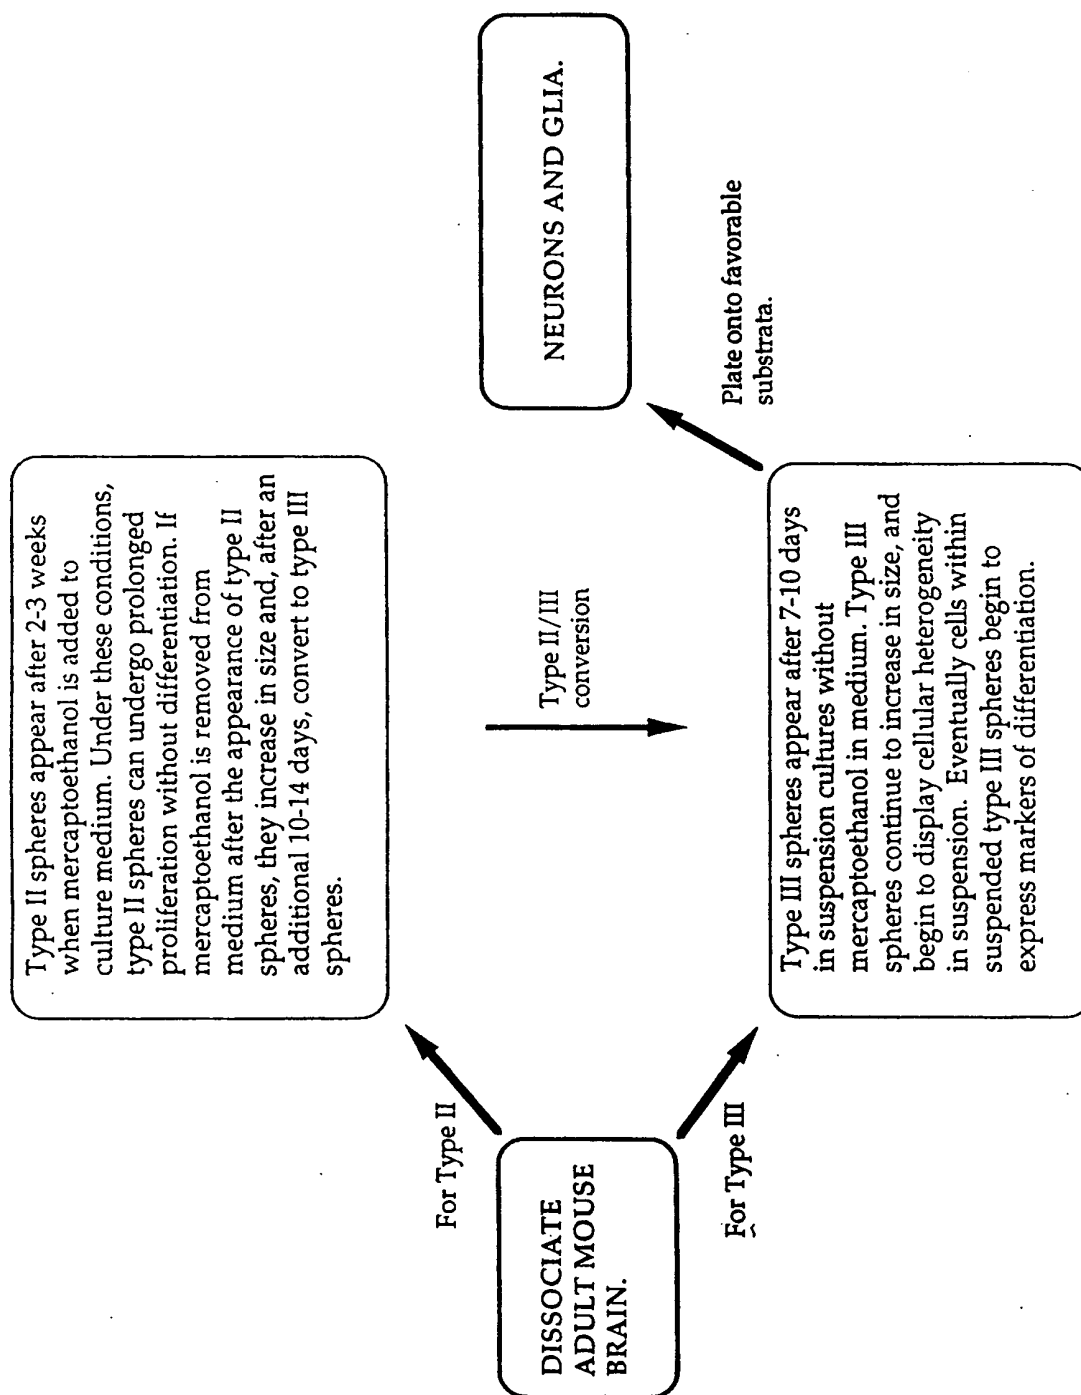 DISSOCIATE
ADULT MOUSE
BRAIN.
For Type II
Type II spheres appear after 2-3 weeks
when mercaptoethanol is added to
culture medium. Under these conditions,
type II spheres can undergo prolonged
proliferation without differentiation. If
mercaptoethanol is removed from
medium after the appearance of type II
spheres, they increase in size and, after an
additional 10-14 days, convert to type III
spheres.
Type II/III
conversion
For Type III
Type III spheres appear after 7-10 days
in suspension cultures without
mercaptoethanol in medium. Type III
spheres continue to increase in size, and
begin to display cellular heterogeneity
in suspension. Eventually cells within
suspended type III spheres begin to
express markers of differentiation.
Plate onto favorable
substrata.
NEURONS AND GLIA.